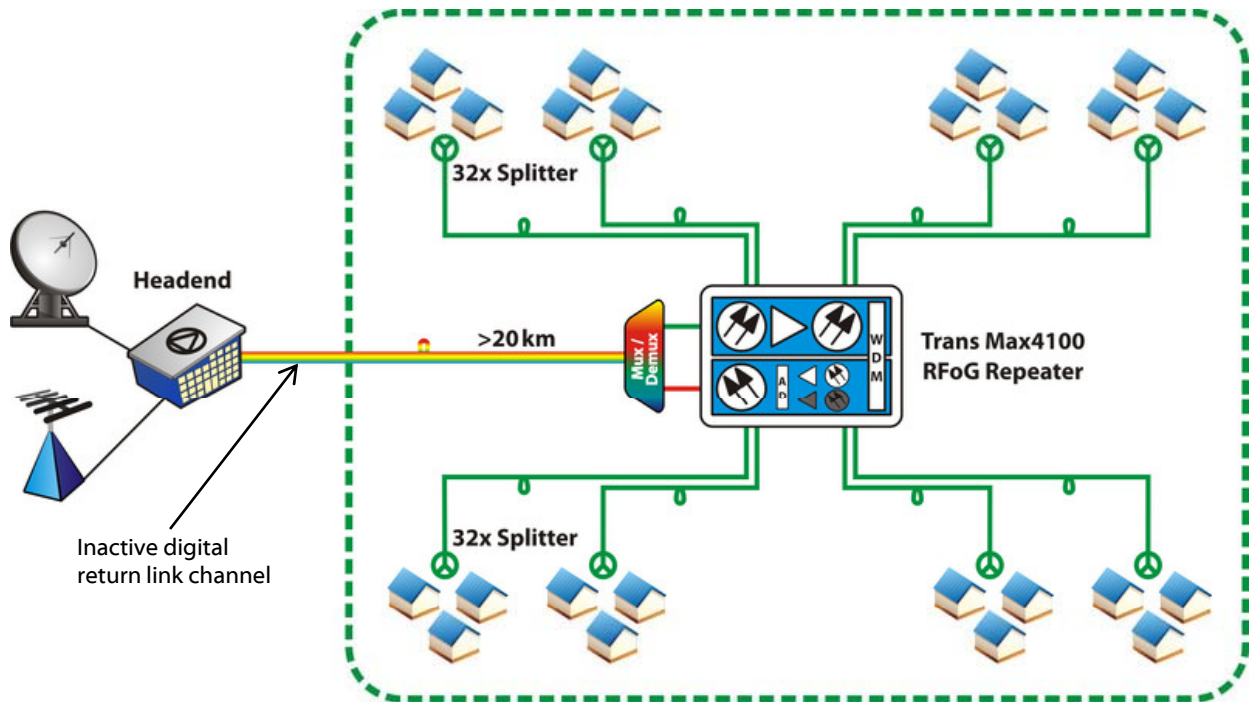 32x Splitter
Headend
>20 km
Mux /
Demux
W
D
M
A
D
Trans Max4100
RFoG Repeater
32x Splitter
Inactive digital
return link channel